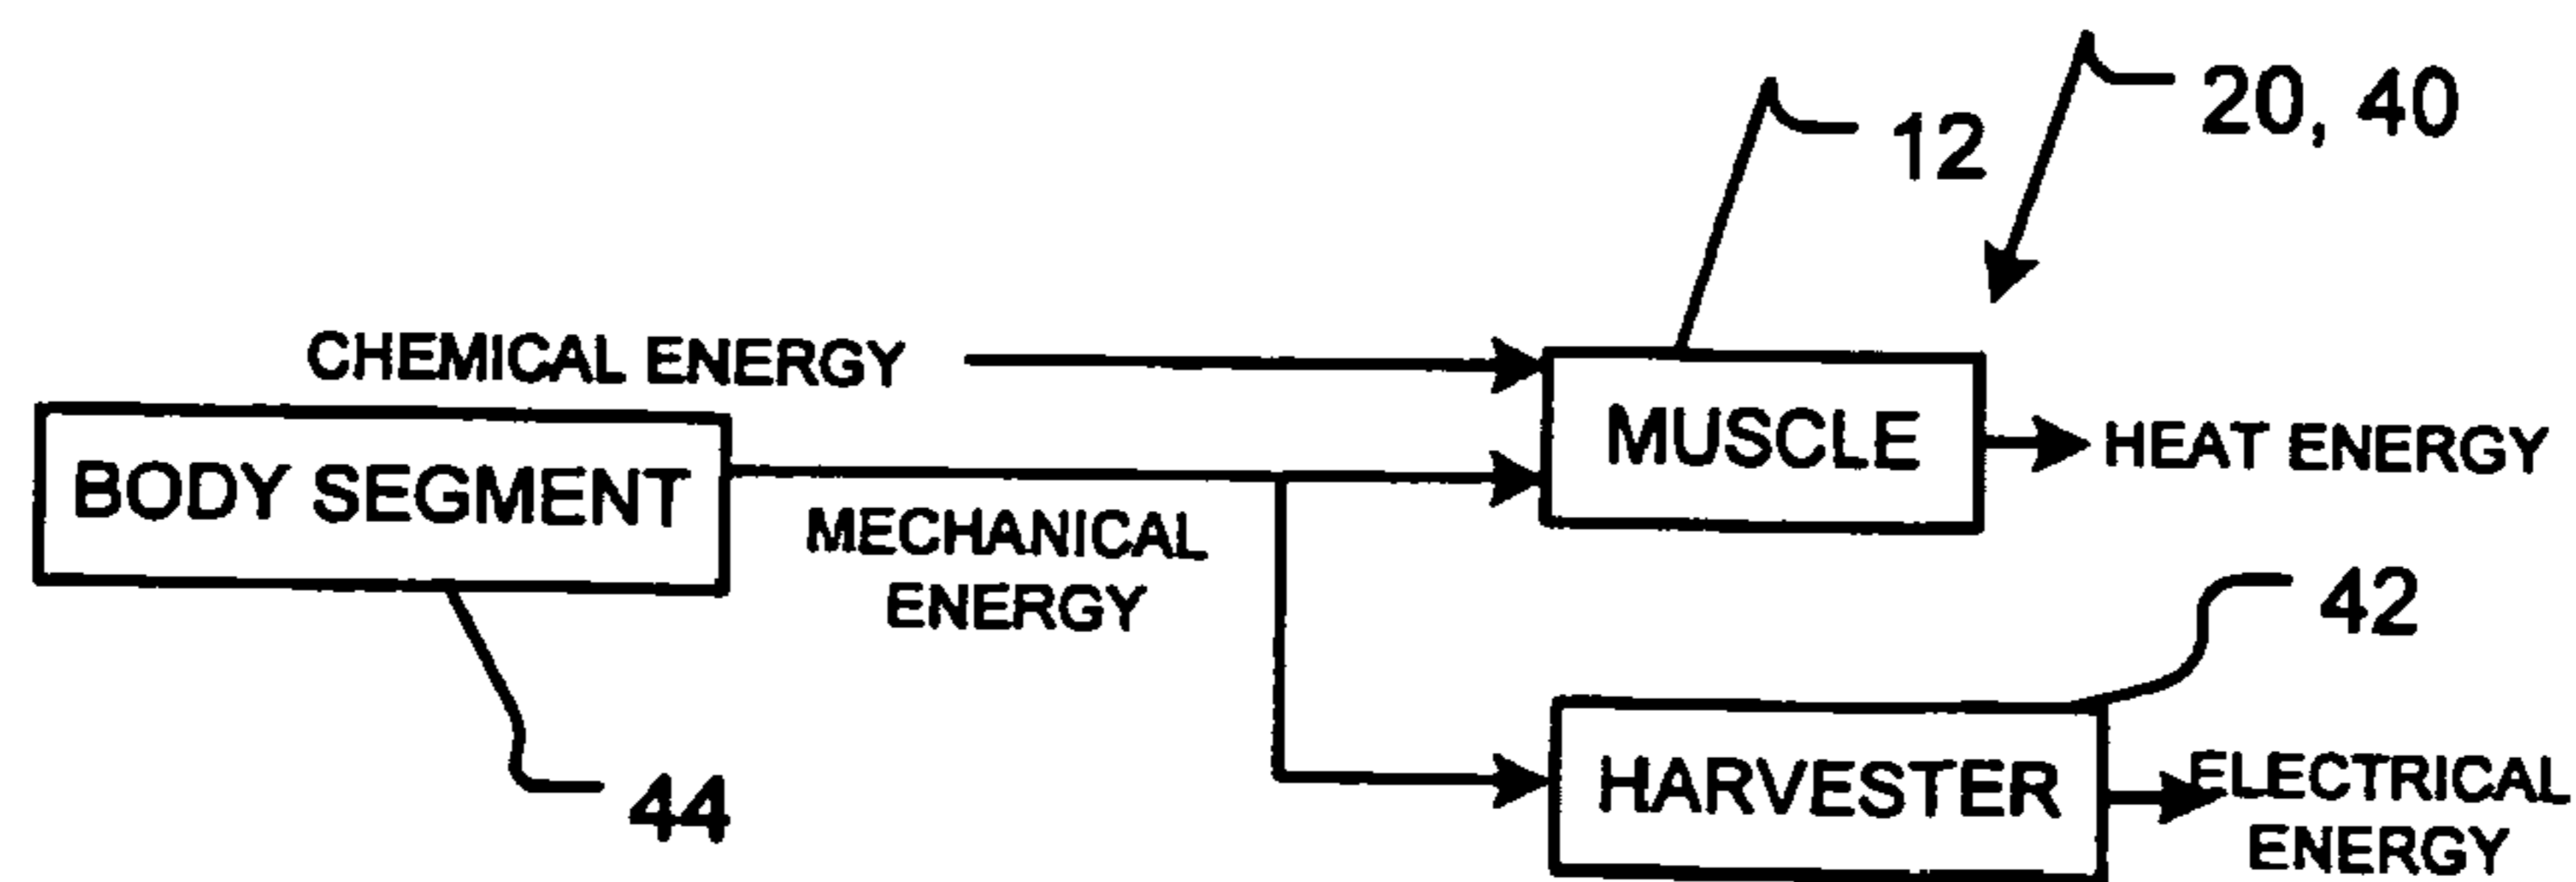 20, 40
12
CHEMICAL ENERGY
MUSCLE
HEAT ENERGY
BODY SEGMENT
MECHANICAL
ENERGY
42
44
HARVESTER
ELECTRICAL
ENERGY